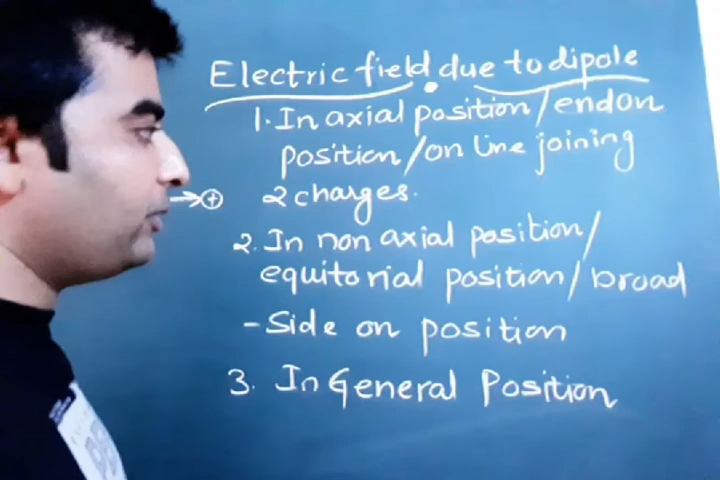 Electric field due to dipole
1. In axial position/endon
position/on line joining
→⊕ 2 charges.
2. In non axial position/
equitorial position/broad
-Side on position
3. In General Position